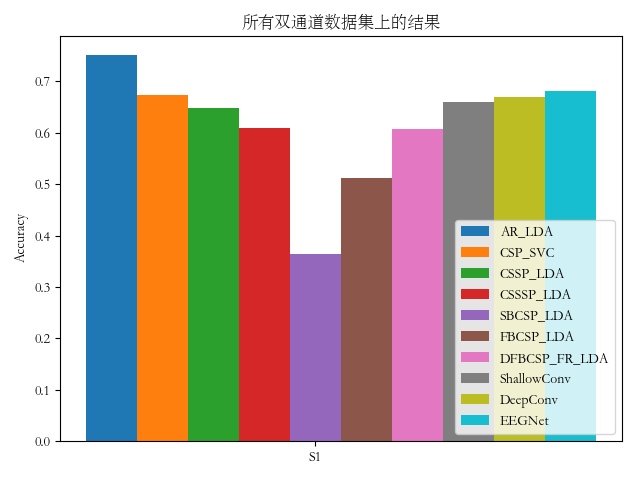 所有双通道数据集上的结果
0.7
0.6
0.5
0.4
0.3
0.2
0.1
0.0
Accuracy
S1
AR_LDA
CSP_SVC
CSSP_LDA
CSSSP_LDA
SBCSP_LDA
FBCSP_LDA
DFBCSP_FR_LDA
ShallowConv
DeepConv
EEGNet